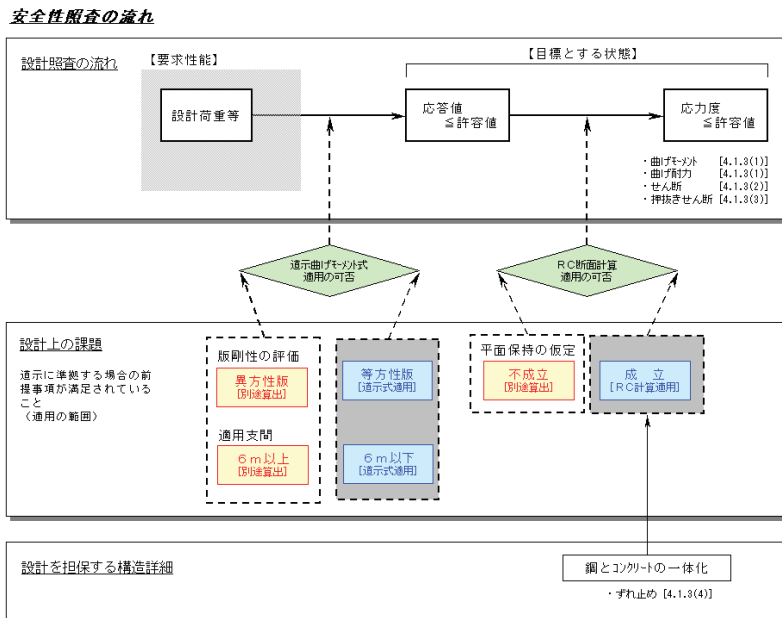 安全性照査の流れ
設計照査の流れ
【要求性能】
【目標とする状態】
設計荷重等
応答値
≦許容値
応力度
≦許容値
・曲げモーメント [4.1.3(1)]
・曲げ耐力 [4.1.3(1)]
・せん断 [4.1.3(2)]
・押抜きせん断 [4.1.3(3)]
道示曲げモーメント式
適用の可否
RC断面計算
適用の可否
設計上の課題
道示に準拠する場合の前
提事項が満足されている
こと
(適用の範囲)
版剛性の評価
異方性版
[別途算出]
等方性版
[道示式適用]
適用支間
6m以上
[別途算出]
6m以下
[道示式適用]
平面保持の仮定
不成立
[別途算出]
成 立
[RC計算適用]
設計を担保する構造詳細
鋼とコンクリートの一体化
・ずれ止め [4.1.3(4)]